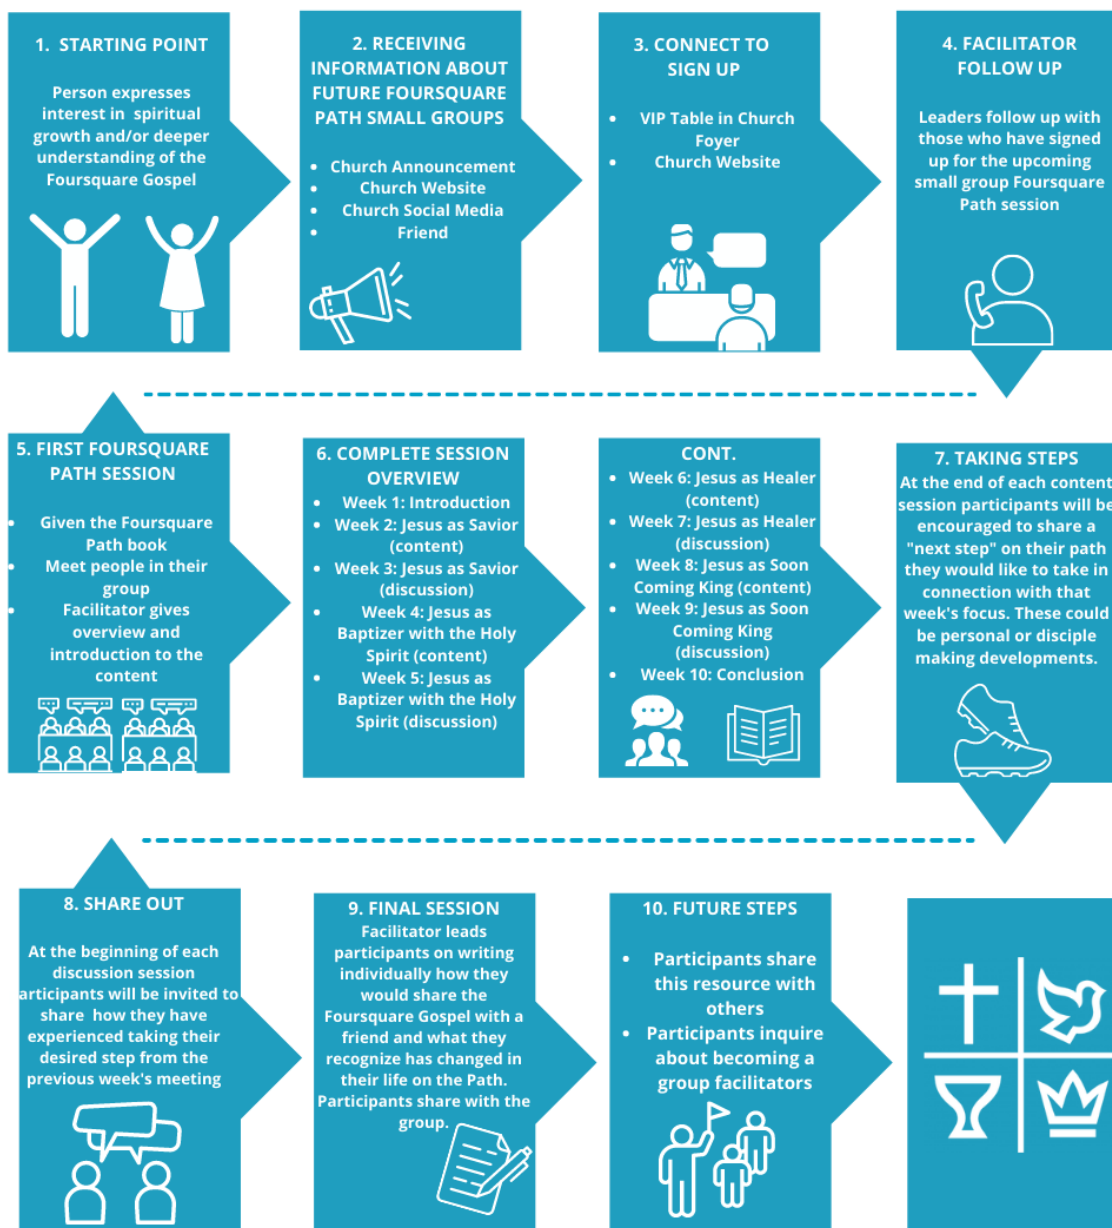 1. STARTING POINT
Person expresses
interest in spiritual
growth and/or deeper
understanding of the
Foursquare Gospel
2. RECEIVING
INFORMATION ABOUT
FUTURE FOURSQUARE
PATH SMALL GROUPS
• Church Announcement
• Church Website
• Church Social Media
• Friend
3. CONNECT TO
SIGN UP
• VIP Table in Church
Foyer
• Church Website
4. FACILITATOR
FOLLOW UP
Leaders follow up with
those who have signed
up for the upcoming
small group Foursquare
Path session
5. FIRST FOURSQUARE
PATH SESSION
• Given the Foursquare
Path book
• Meet people in their
group
• Facilitator gives
overview and
introduction to the
content
6. COMPLETE SESSION
OVERVIEW
• Week 1: Introduction
• Week 2: Jesus as Savior
(content)
• Week 3: Jesus as Savior
(discussion)
• Week 4: Jesus as
Baptizer with the Holy
Spirit (content)
• Week 5: Jesus as
Baptizer with the Holy
Spirit (discussion)
CONT.
• Week 6: Jesus as Healer
(content)
• Week 7: Jesus as Healer
(discussion)
• Week 8: Jesus as Soon
Coming King (content)
• Week 9: Jesus as Soon
Coming King
(discussion)
• Week 10: Conclusion
7. TAKING STEPS
At the end of each content
session participants will be
encouraged to share a
"next step" on their path
they would like to take in
connection with that
week's focus. These could
be personal or disciple
making developments.
8. SHARE OUT
At the beginning of each
discussion session
articipants will be invited to
share how they have
experienced taking their
desired step from the
previous week's meeting
9. FINAL SESSION
Facilitator leads
participants on writing
individually how they
would share the
Foursquare Gospel with a
friend and what they
recognize has changed in
their life on the Path.
Participants share with the
group.
10. FUTURE STEPS
• Participants share
this resource with
others
• Participants inquire
about becoming a
group facilitators